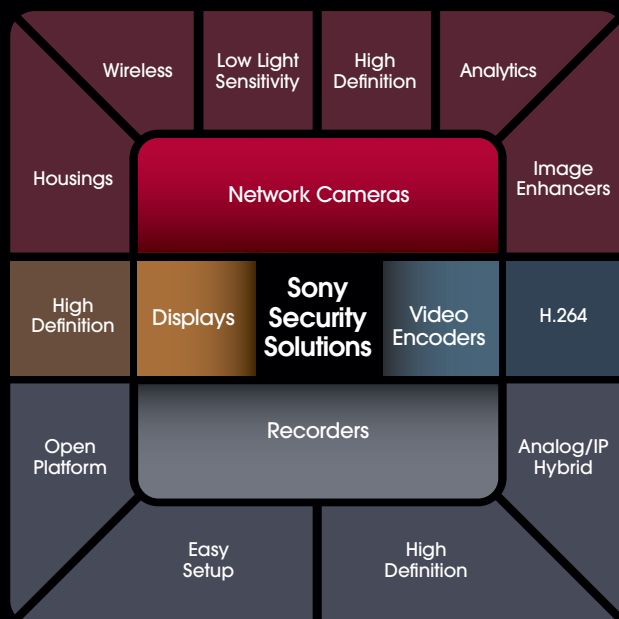 Wireless
Low Light
Sensitivity
High
Definition
Analytics
Housings
Image
Enhancers
Network Cameras
High
Definition
Displays
Sony
Security
Solutions
Video
Encoders
H.264
Recorders
Open
Platform
Analog/IP
Hybrid
Easy
Setup
High
Definition